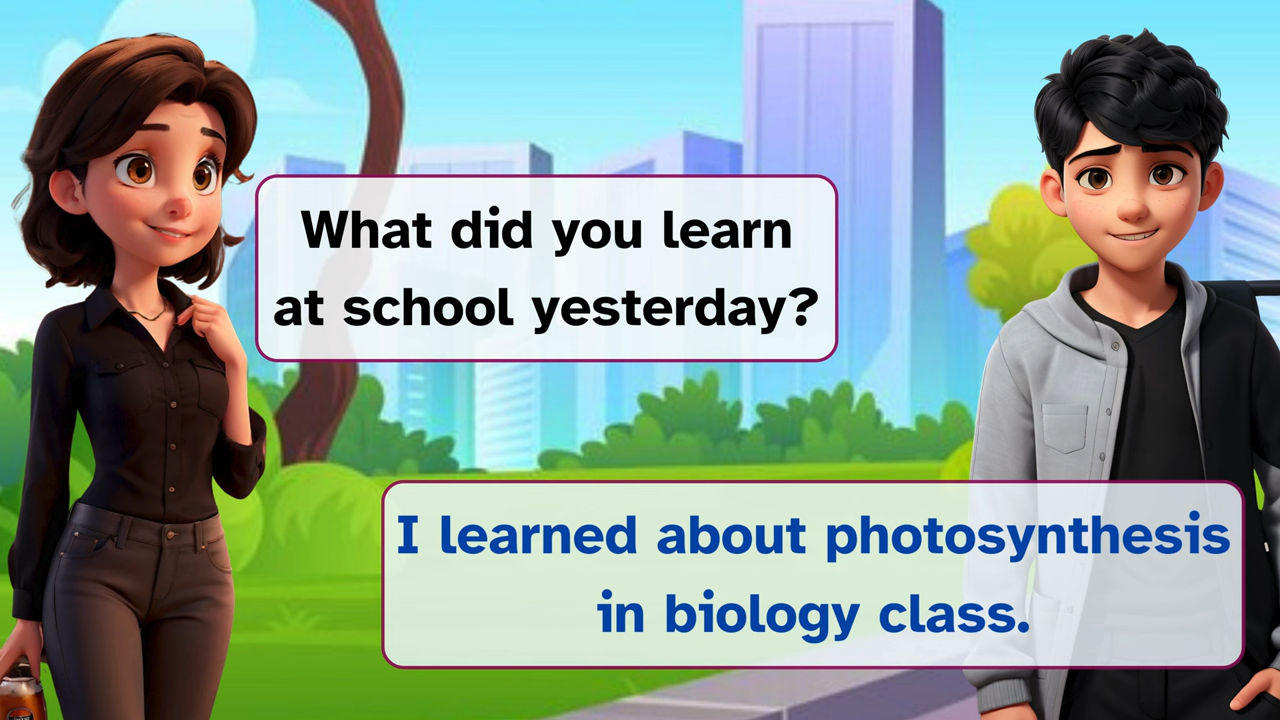 What did you learn
at school yesterday?
I learned about photosynthesis
in biology class.